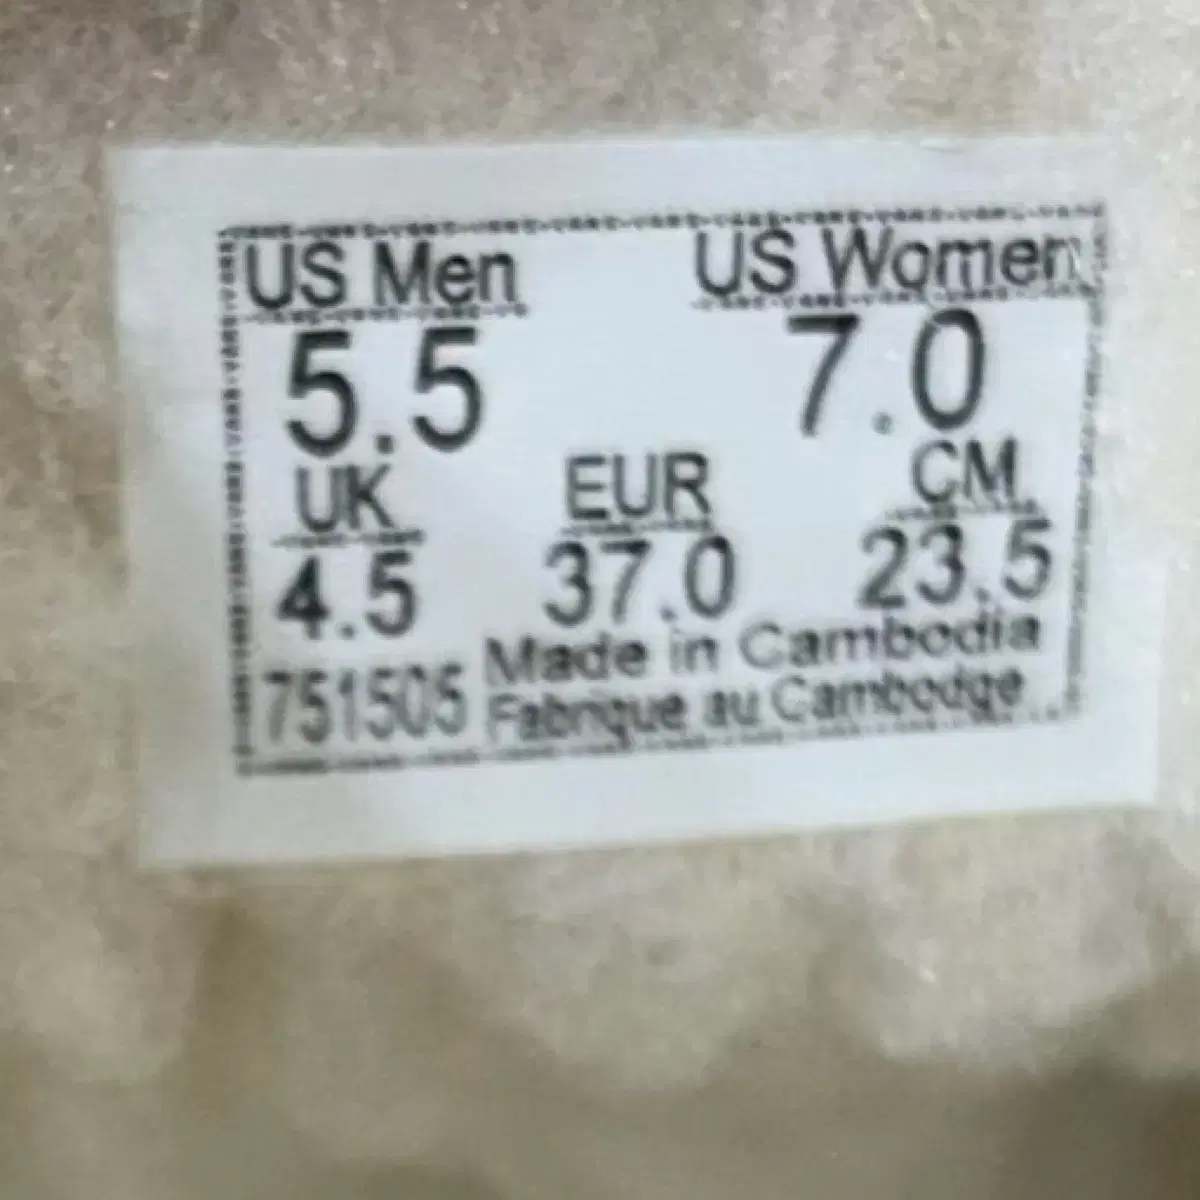 US Men US Women
5.5 7.0
UK EUR CM
4.5 37.0 23.5
751505 Made in Cambodia
Fabrique au Cambodge